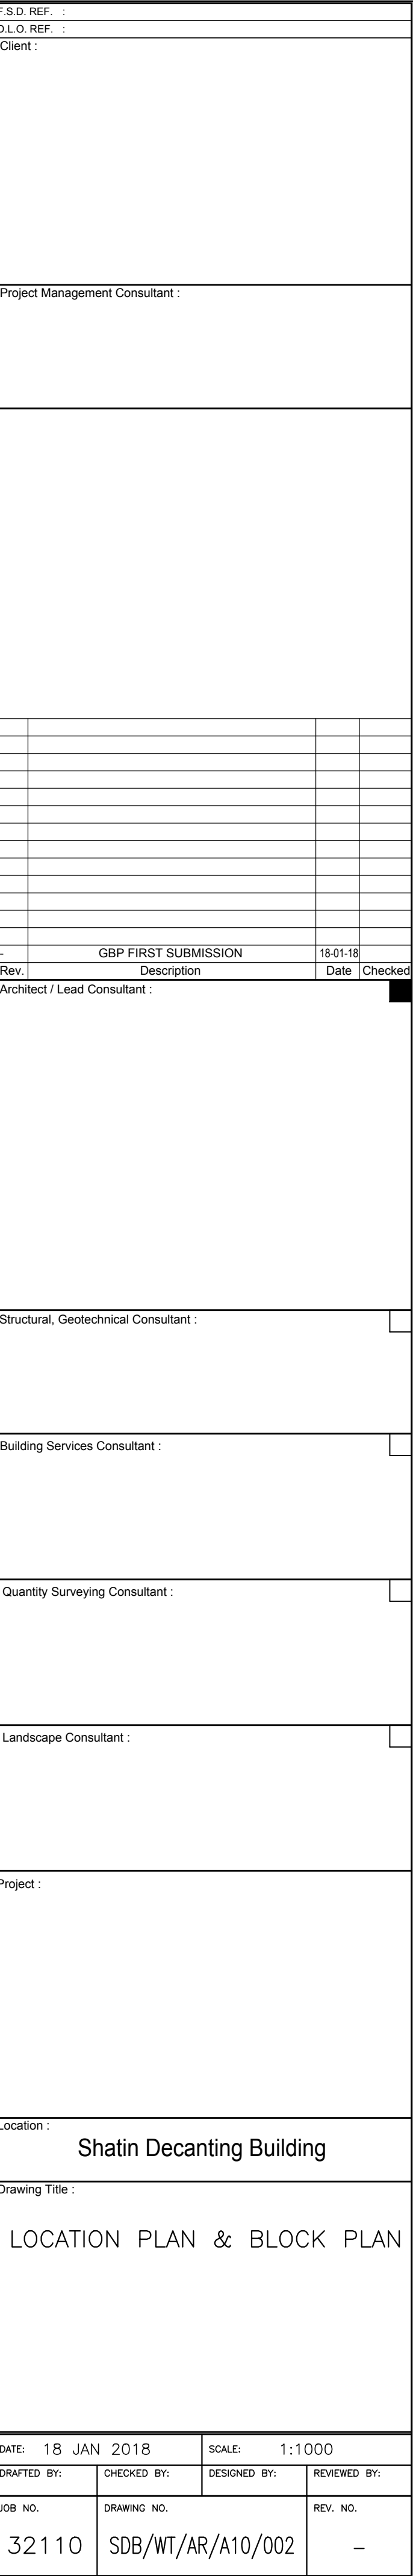 F.S.D. REF. :
D.L.O. REF. :
Client :
Project Management Consultant :
- GBP FIRST SUBMISSION 18-01-18
Rev. Description Date Checked
Architect / Lead Consultant :
Structural, Geotechnical Consultant :
Building Services Consultant :
Quantity Surveying Consultant :
Landscape Consultant :
Project :
Location :
Shatin Decanting Building
Drawing Title :
LOCATION PLAN & BLOCK PLAN
DATE: 18 JAN 2018 SCALE: 1:1000
DRAFTED BY: CHECKED BY: DESIGNED BY: REVIEWED BY:
JOB NO. DRAWING NO. REV. NO.
32110 SDB/WT/AR/A10/002 –